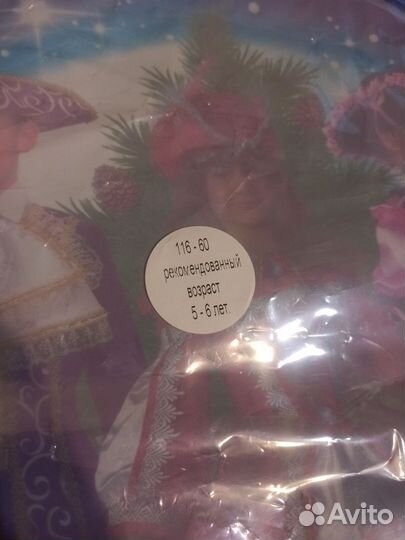 116 - 60
рекомендованный
возраст
5 - 6 лет.
Avito